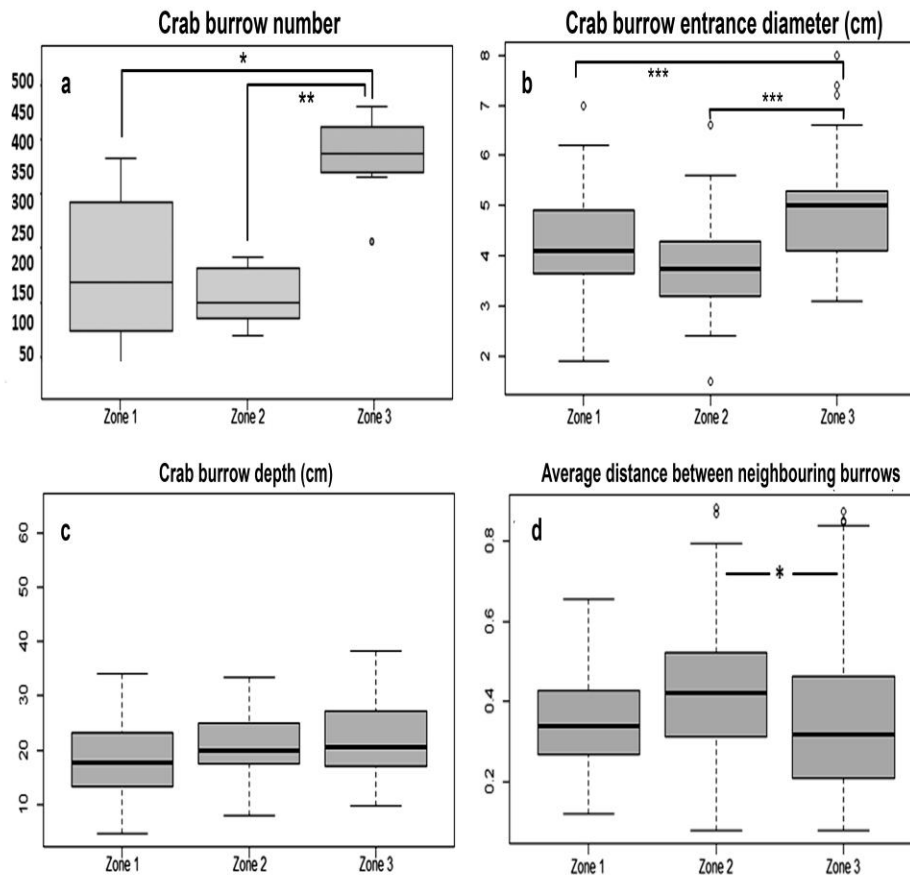 Crab burrow number
a
*
**
500
450
400
350
300
250
200
150
100
50
Zone 1 Zone 2 Zone 3
Crab burrow entrance diameter (cm)
b
***
***
8
7
6
5
4
3
2
Zone 1 Zone 2 Zone 3
Crab burrow depth (cm)
c
60
50
40
30
20
10
Zone 1 Zone 2 Zone 3
Average distance between neighbouring burrows
d
*
0.8
0.6
0.4
0.2
Zone 1 Zone 2 Zone 3